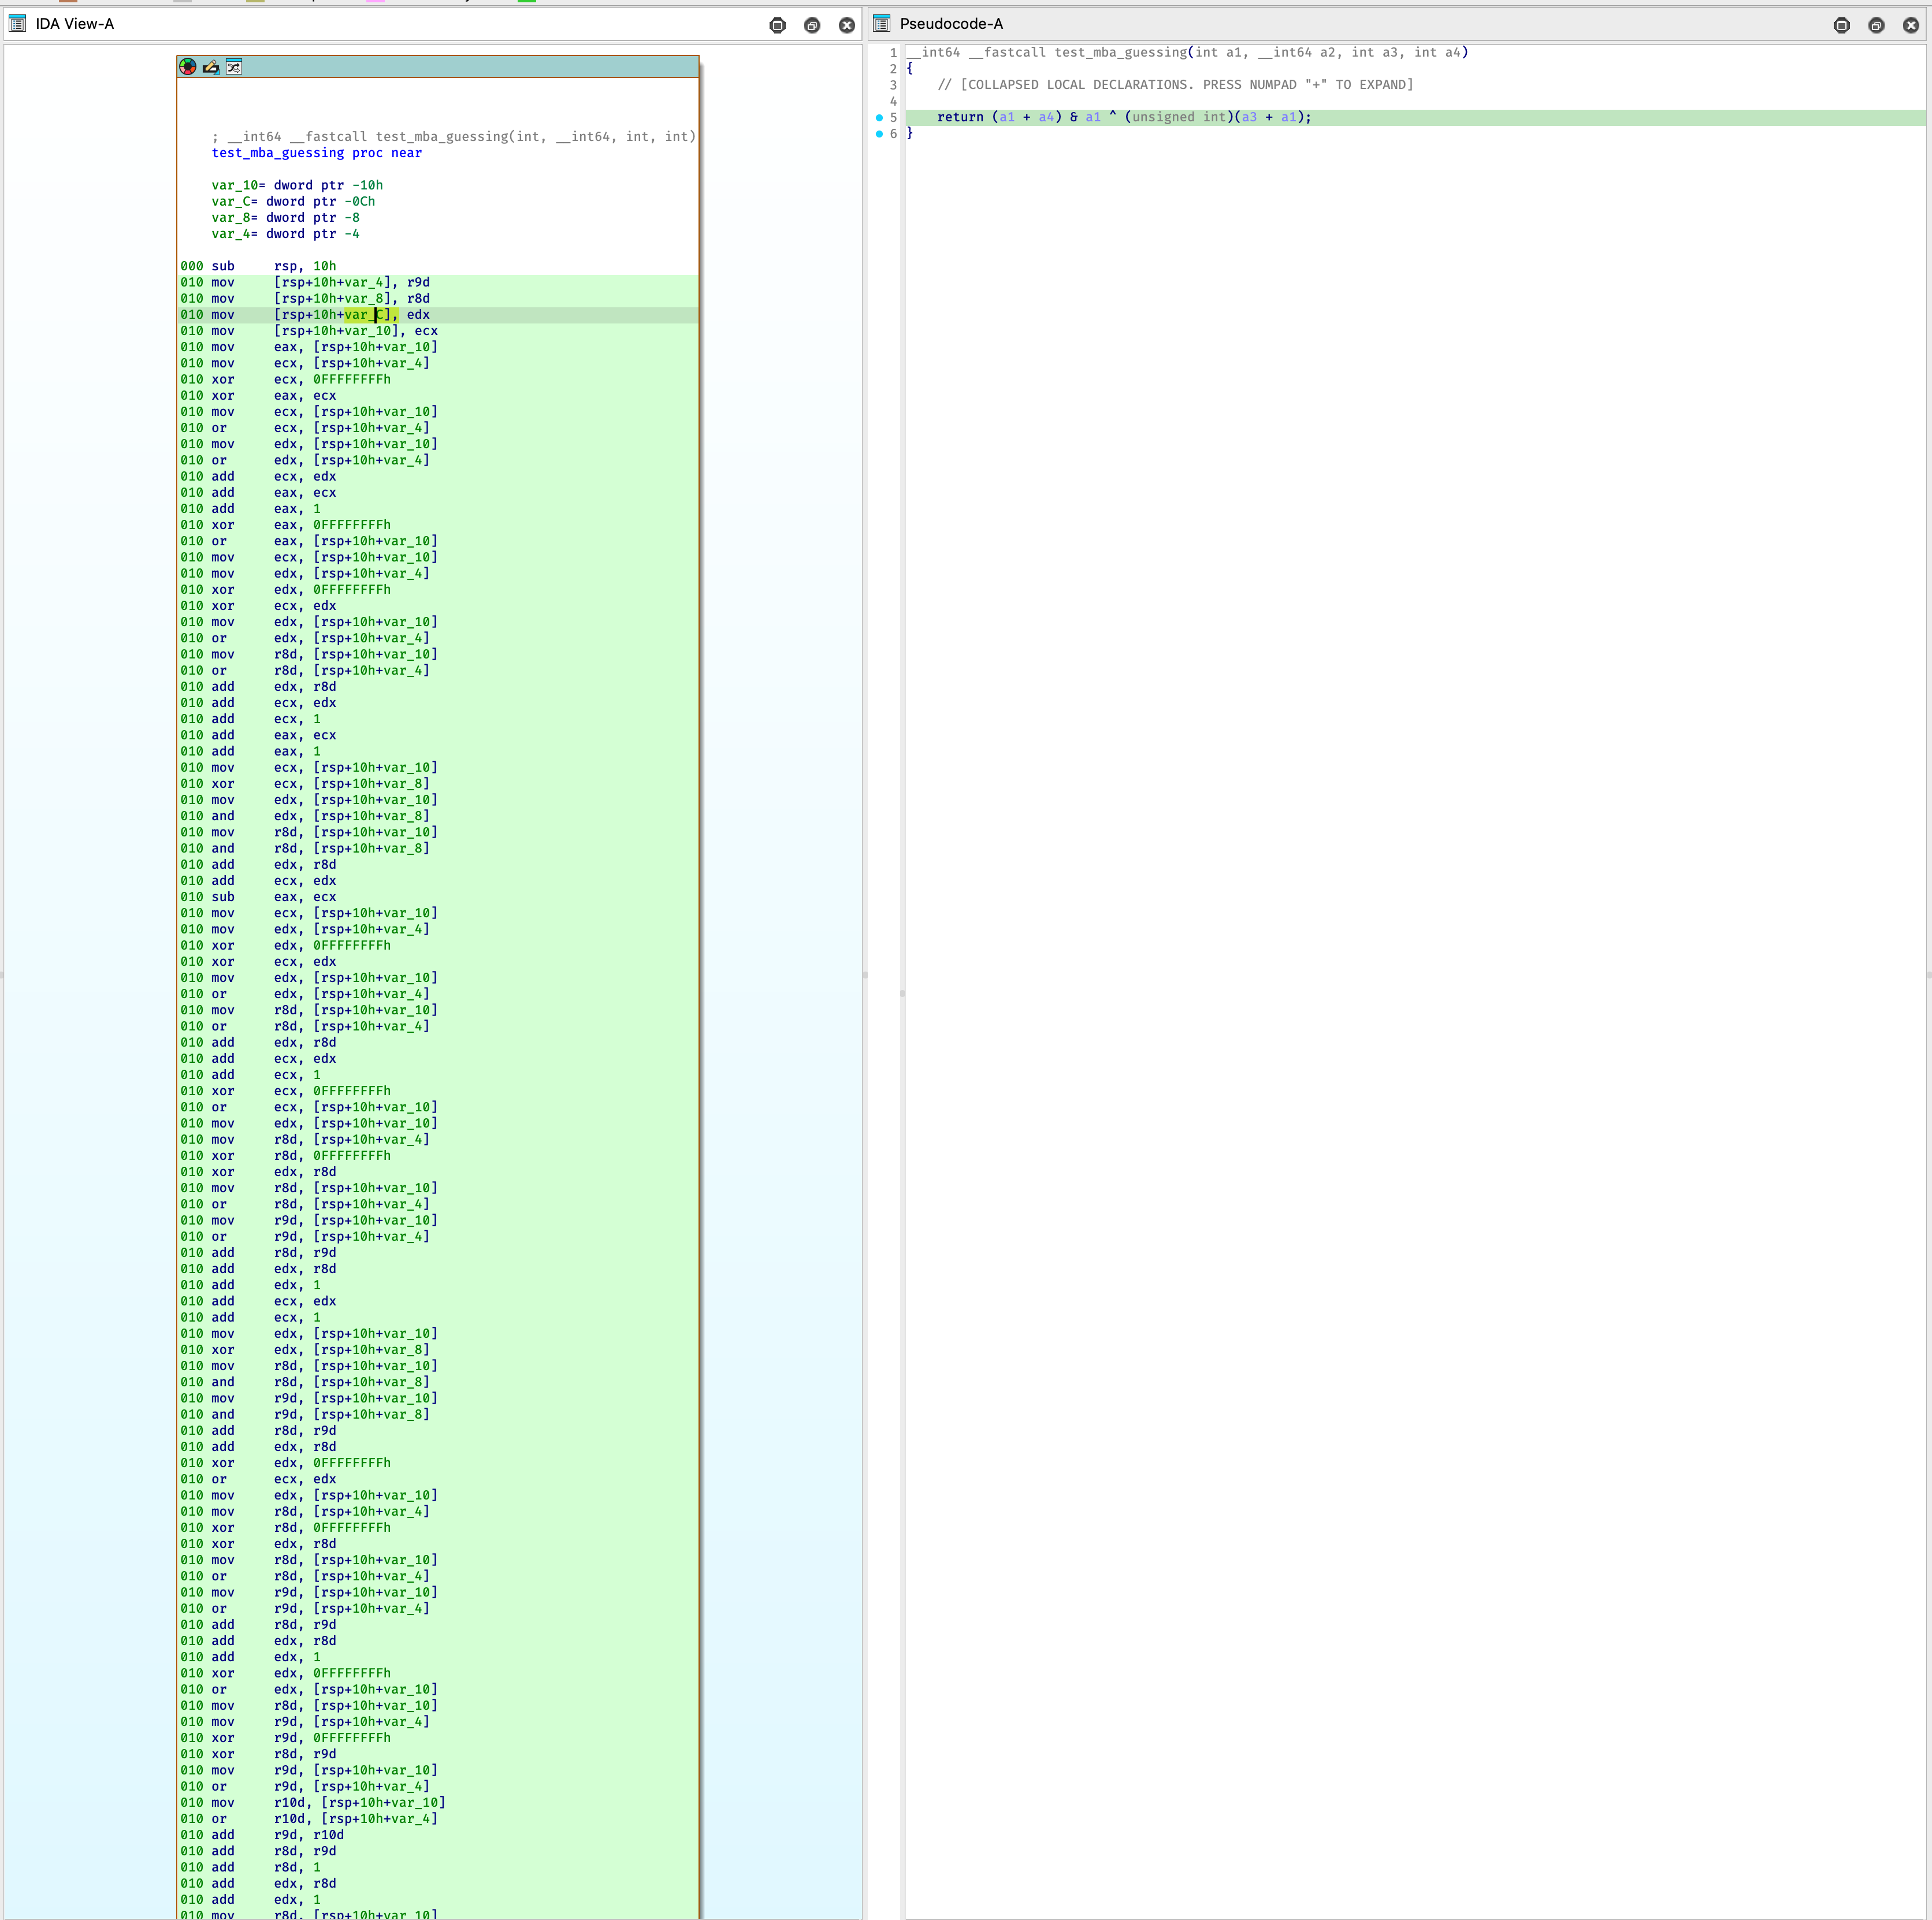 IDA View-A
; __int64 __fastcall test_mba_guessing(int, __int64, int, int)
test_mba_guessing proc near
var_10= dword ptr -10h
var_C= dword ptr -0Ch
var_8= dword ptr -8
var_4= dword ptr -4
000 sub rsp, 10h
010 mov [rsp+10h+var_4], r9d
010 mov [rsp+10h+var_8], r8d
010 mov [rsp+10h+var_C], edx
010 mov [rsp+10h+var_10], ecx
010 mov eax, [rsp+10h+var_10]
010 mov ecx, [rsp+10h+var_4]
010 xor ecx, 0FFFFFFFFh
010 xor eax, ecx
010 mov ecx, [rsp+10h+var_10]
010 or ecx, [rsp+10h+var_4]
010 mov edx, [rsp+10h+var_10]
010 or edx, [rsp+10h+var_4]
010 add ecx, edx
010 add eax, ecx
010 add eax, 1
010 xor eax, 0FFFFFFFFh
010 or eax, [rsp+10h+var_10]
010 mov ecx, [rsp+10h+var_10]
010 mov edx, [rsp+10h+var_4]
010 xor edx, 0FFFFFFFFh
010 xor ecx, edx
010 mov edx, [rsp+10h+var_10]
010 or edx, [rsp+10h+var_4]
010 mov r8d, [rsp+10h+var_10]
010 or r8d, [rsp+10h+var_4]
010 add edx, r8d
010 add ecx, edx
010 add ecx, 1
010 add eax, ecx
010 add eax, 1
010 mov ecx, [rsp+10h+var_10]
010 xor ecx, [rsp+10h+var_8]
010 mov edx, [rsp+10h+var_10]
010 and edx, [rsp+10h+var_8]
010 mov r8d, [rsp+10h+var_10]
010 and r8d, [rsp+10h+var_8]
010 add edx, r8d
010 add ecx, edx
010 sub eax, ecx
010 mov ecx, [rsp+10h+var_10]
010 mov edx, [rsp+10h+var_4]
010 xor edx, 0FFFFFFFFh
010 xor ecx, edx
010 mov edx, [rsp+10h+var_10]
010 or edx, [rsp+10h+var_4]
010 mov r8d, [rsp+10h+var_10]
010 or r8d, [rsp+10h+var_4]
010 add edx, r8d
010 add ecx, edx
010 add ecx, 1
010 xor ecx, 0FFFFFFFFh
010 or ecx, [rsp+10h+var_10]
010 mov edx, [rsp+10h+var_10]
010 mov r8d, [rsp+10h+var_4]
010 xor r8d, 0FFFFFFFFh
010 xor edx, r8d
010 mov r8d, [rsp+10h+var_10]
010 or r8d, [rsp+10h+var_4]
010 mov r9d, [rsp+10h+var_10]
010 or r9d, [rsp+10h+var_4]
010 add r8d, r9d
010 add edx, r8d
010 add edx, 1
010 add ecx, edx
010 add ecx, 1
010 mov edx, [rsp+10h+var_10]
010 xor edx, [rsp+10h+var_8]
010 mov r8d, [rsp+10h+var_10]
010 and r8d, [rsp+10h+var_8]
010 mov r9d, [rsp+10h+var_10]
010 and r9d, [rsp+10h+var_8]
010 add r8d, r9d
010 add edx, r8d
010 xor edx, 0FFFFFFFFh
010 or ecx, edx
010 mov edx, [rsp+10h+var_10]
010 mov r8d, [rsp+10h+var_4]
010 xor r8d, 0FFFFFFFFh
010 xor edx, r8d
010 mov r8d, [rsp+10h+var_10]
010 or r8d, [rsp+10h+var_4]
010 mov r9d, [rsp+10h+var_10]
010 or r9d, [rsp+10h+var_4]
010 add r8d, r9d
010 add edx, r8d
010 add edx, 1
010 xor edx, 0FFFFFFFFh
010 or edx, [rsp+10h+var_10]
010 mov r8d, [rsp+10h+var_10]
010 mov r9d, [rsp+10h+var_4]
010 xor r9d, 0FFFFFFFFh
010 xor r8d, r9d
010 mov r9d, [rsp+10h+var_10]
010 or r9d, [rsp+10h+var_4]
010 mov r10d, [rsp+10h+var_10]
010 or r10d, [rsp+10h+var_4]
010 add r9d, r10d
010 add r8d, r9d
010 add r8d, 1
010 add edx, r8d
010 add edx, 1
010 mov r8d, [rsp+10h+var_10]
Pseudocode-A
1 __int64 __fastcall test_mba_guessing(int a1, __int64 a2, int a3, int a4)
2 {
3 // [COLLAPSED LOCAL DECLARATIONS. PRESS NUMPAD "+" TO EXPAND]
4
5 return (a1 + a4) & a1 ^ (unsigned int)(a3 + a1);
6 }